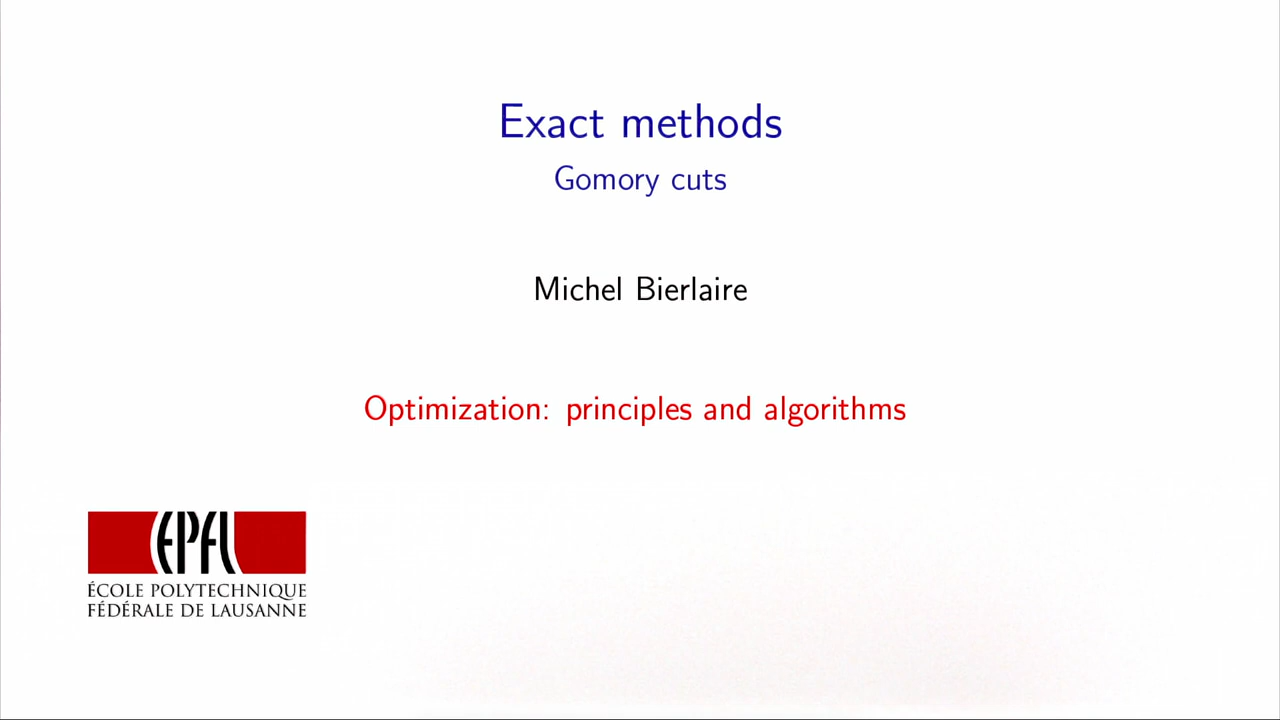 Exact methods
Gomory cuts
Michel Bierlaire
Optimization: principles and algorithms
EPFL
ÉCOLE POLYTECHNIQUE
FÉDÉRALE DE LAUSANNE